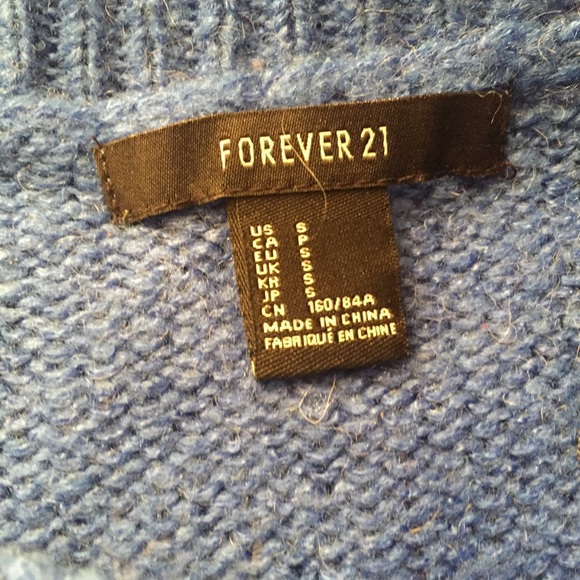 FOREVER 21
US S
CA P
EU S
UK S
KR S
JP S
CN 160/84A
MADE IN CHINA
FABRIQUÉ EN CHINE